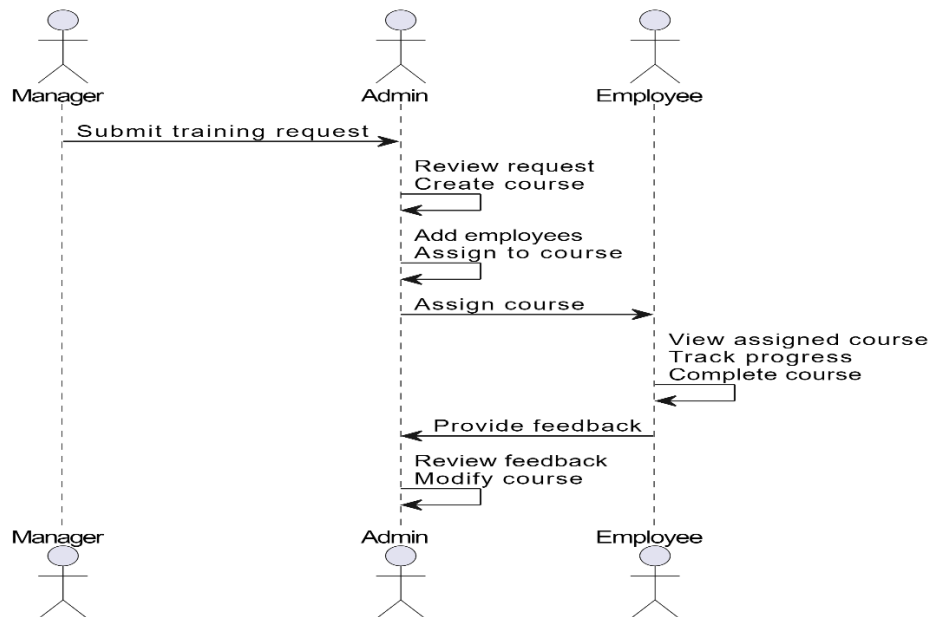 Manager
Admin
Employee
Submit training request
Review request
Create course
Add employees
Assign to course
Assign course
View assigned course
Track progress
Complete course
Provide feedback
Review feedback
Modify course
Manager
Admin
Employee